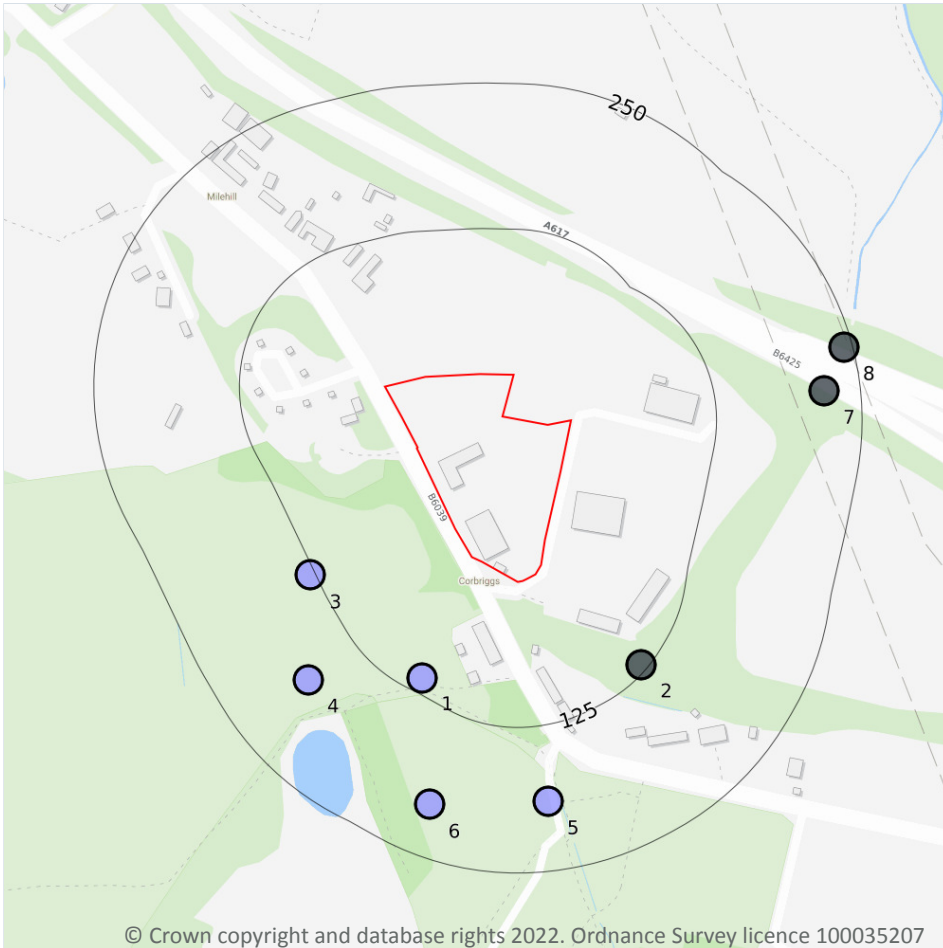 250
Milehill
A617
B6425
8
7
B6039
Corbriggs
3
2
4
1
125
6
5
© Crown copyright and database rights 2022. Ordnance Survey licence 100035207